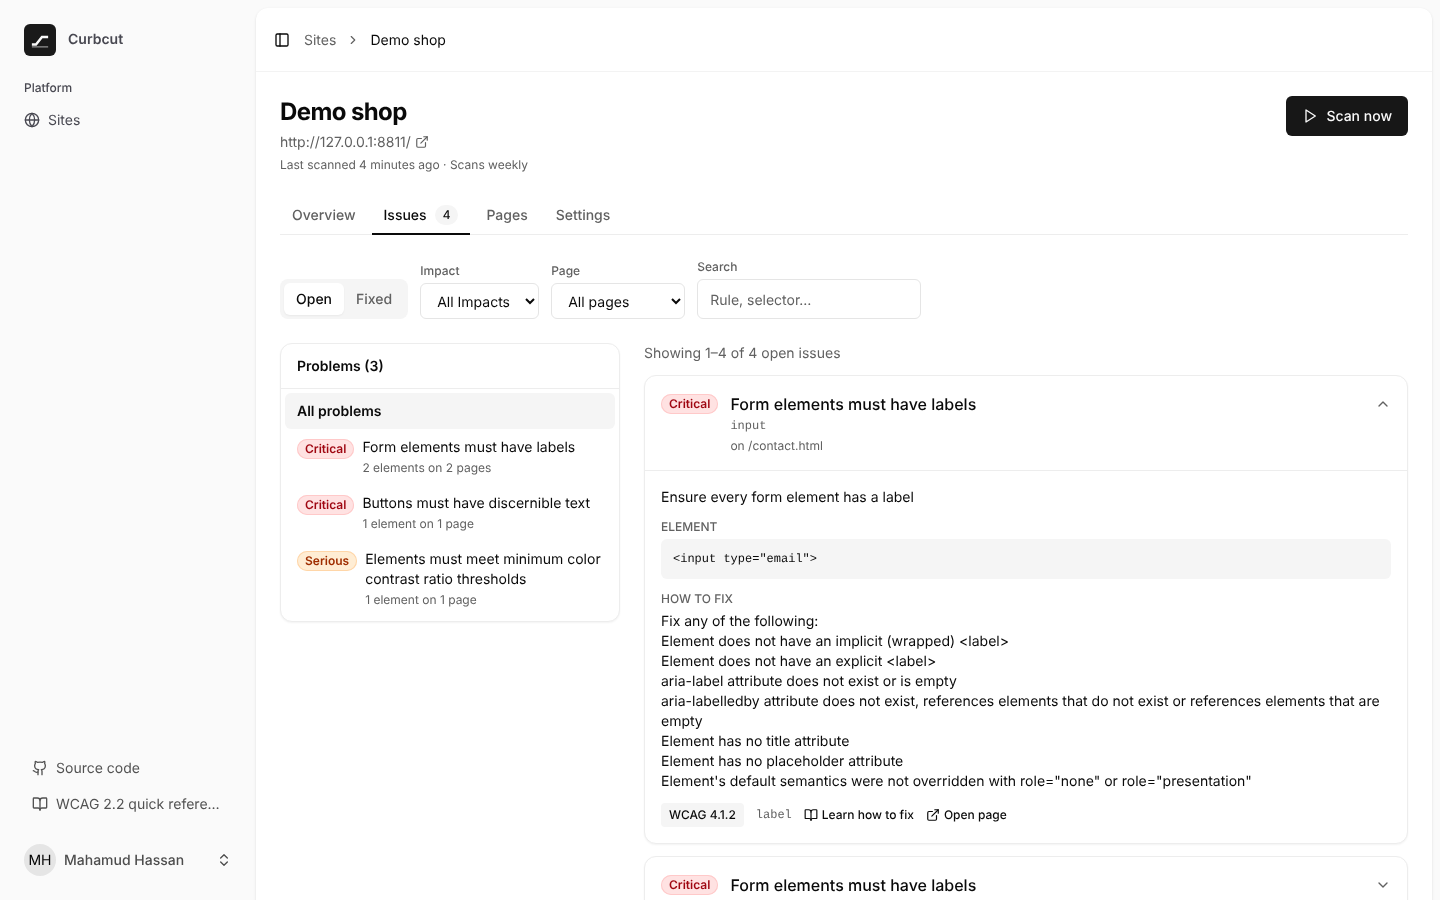 Curbcut
Platform
Sites
Source code
WCAG 2.2 quick refere...
MH Mahamud Hassan
Sites > Demo shop
Demo shop
http://127.0.0.1:8811/
Last scanned 4 minutes ago · Scans weekly
Scan now
Overview Issues 4 Pages Settings
Open Fixed
Impact
All Impacts
Page
All pages
Search
Rule, selector...
Problems (3)
All problems
Critical Form elements must have labels
2 elements on 2 pages
Critical Buttons must have discernible text
1 element on 1 page
Serious Elements must meet minimum color
contrast ratio thresholds
1 element on 1 page
Showing 1–4 of 4 open issues
Critical Form elements must have labels
input
on /contact.html
Ensure every form element has a label
ELEMENT
<input type="email">
HOW TO FIX
Fix any of the following:
Element does not have an implicit (wrapped) <label>
Element does not have an explicit <label>
aria-label attribute does not exist or is empty
aria-labelledby attribute does not exist, references elements that do not exist or references elements that are
empty
Element has no title attribute
Element has no placeholder attribute
Element's default semantics were not overridden with role="none" or role="presentation"
WCAG 4.1.2 label Learn how to fix Open page
Critical Form elements must have labels